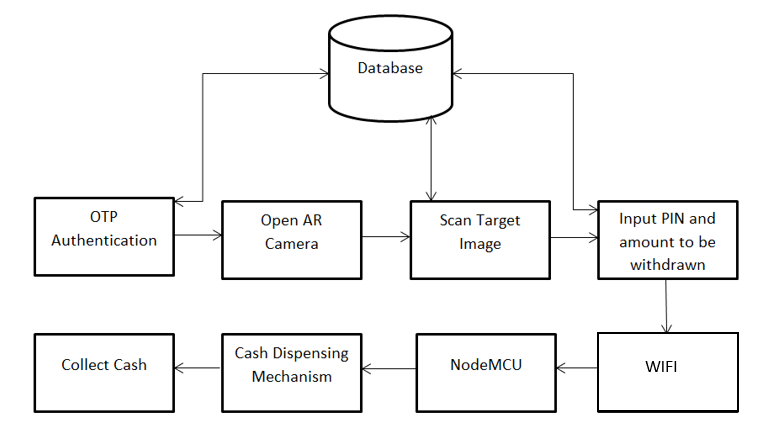 Database
OTP
Authentication
Open AR
Camera
Scan Target
Image
Input PIN and
amount to be
withdrawn
Collect Cash
Cash Dispensing
Mechanism
NodeMCU
WIFI